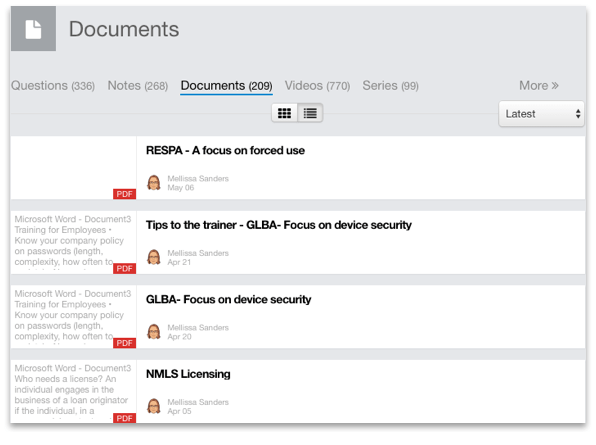 Documents
Questions (336) Notes (268) Documents (209) Videos (770) Series (99) More »
Latest
RESPA - A focus on forced use
Mellissa Sanders
May 06
PDF
Microsoft Word - Document3
Training for Employees •
Know your company policy
on passwords (length,
complexity, how often to
PDF
Tips to the trainer - GLBA- Focus on device security
Mellissa Sanders
Apr 21
Microsoft Word - Document3
Training for Employees •
Know your company policy
on passwords (length,
complexity, how often to
PDF
GLBA- Focus on device security
Mellissa Sanders
Apr 20
Microsoft Word - Document3
Who needs a license? An
individual engages in the
business of a loan originator
if the individual, in a
PDF
NMLS Licensing
Mellissa Sanders
Apr 05